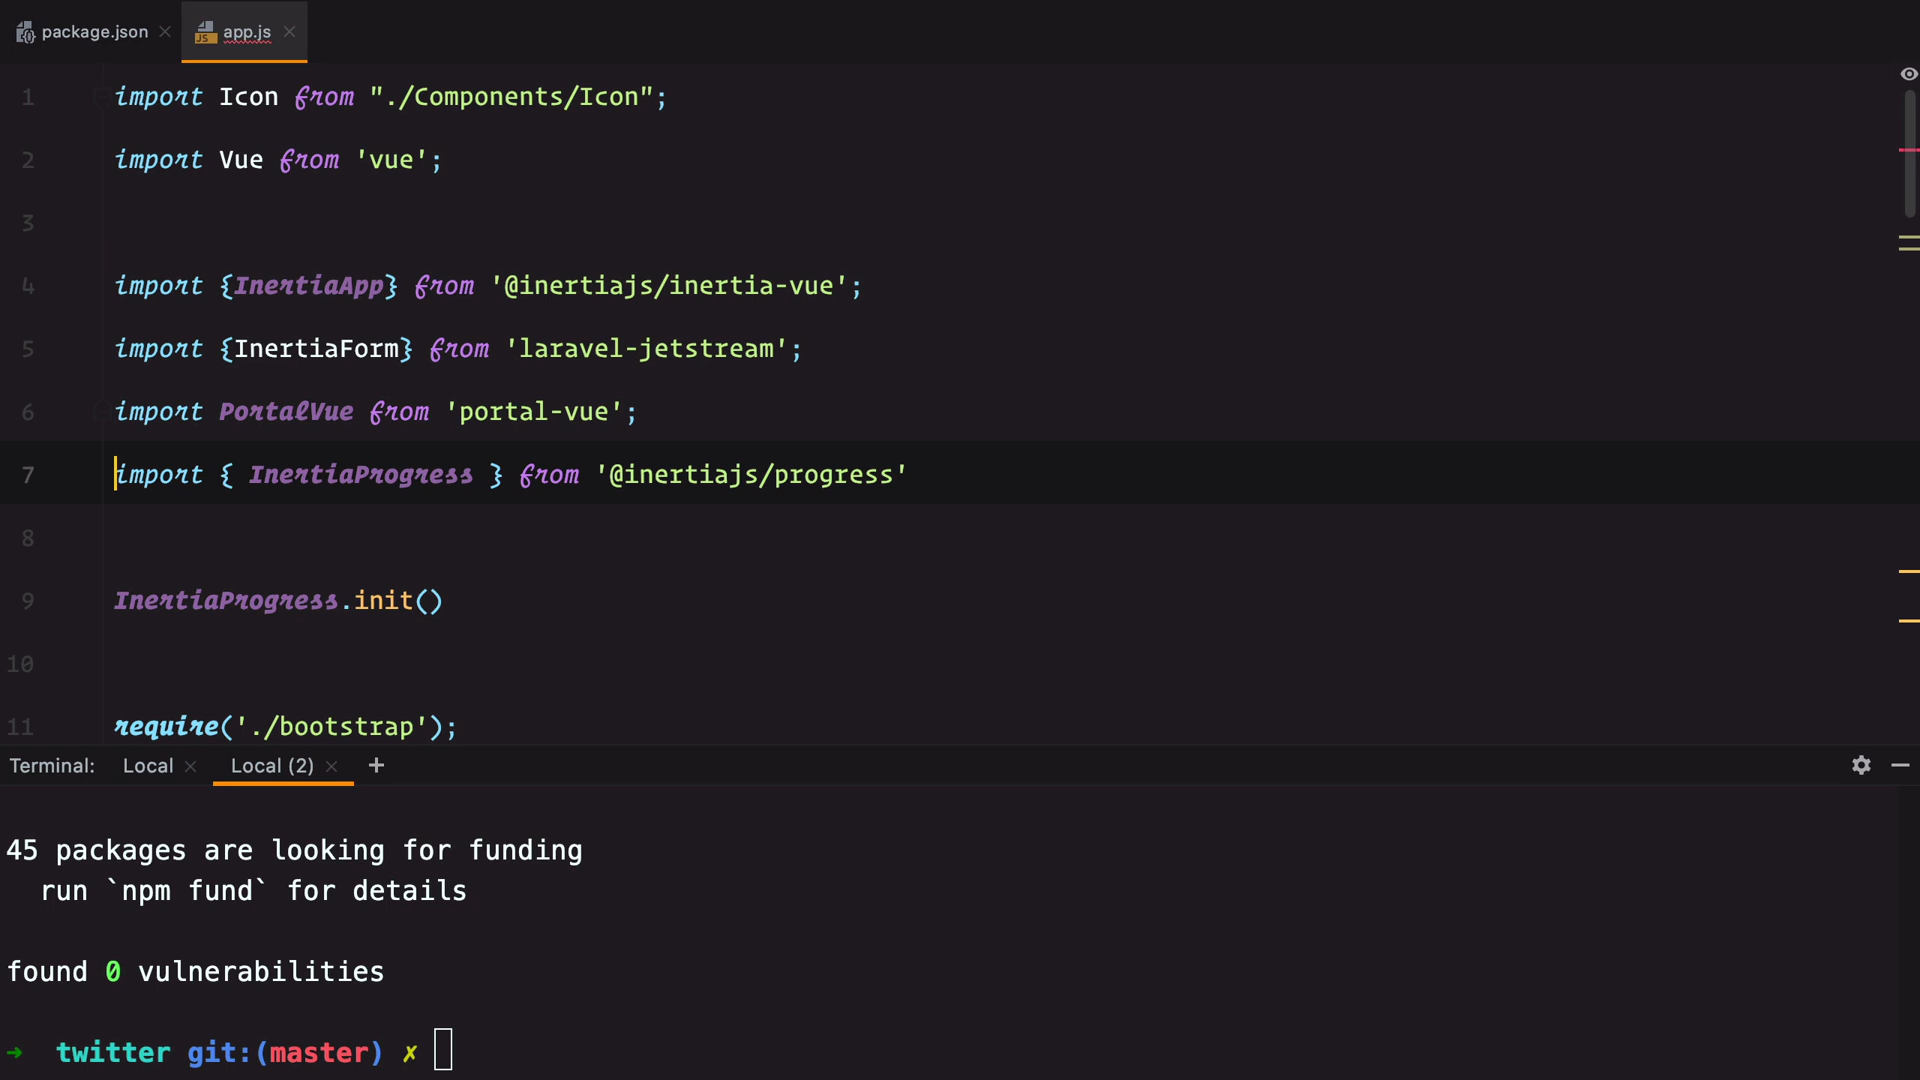 package.json
app.js
1 import Icon from "./Components/Icon";
2 import Vue from 'vue';
3
4 import {InertiaApp} from '@inertiajs/inertia-vue';
5 import {InertiaForm} from 'laravel-jetstream';
6 import PortalVue from 'portal-vue';
7 import { InertiaProgress } from '@inertiajs/progress'
8
9 InertiaProgress.init()
10
11 require('./bootstrap');
Terminal: Local Local (2) +
45 packages are looking for funding
run `npm fund` for details
found 0 vulnerabilities
➜ twitter git:(master) ✗